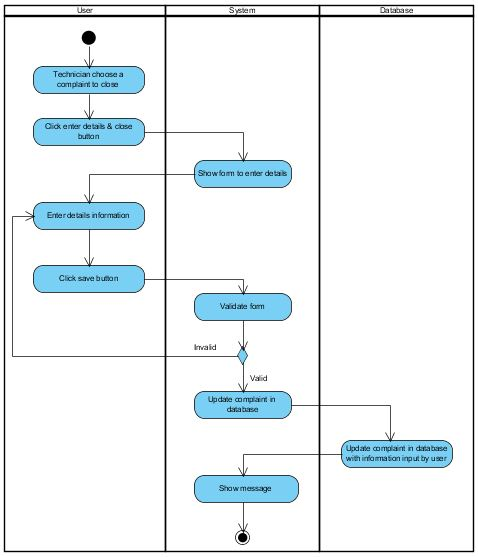 User
System
Database
Technician choose a
complaint to close
Click enter details & close
button
Show form to enter details
Enter details information
Click save button
Validate form
Invalid
Valid
Update complaint in
database
Update complaint in database
with information input by user
Show message